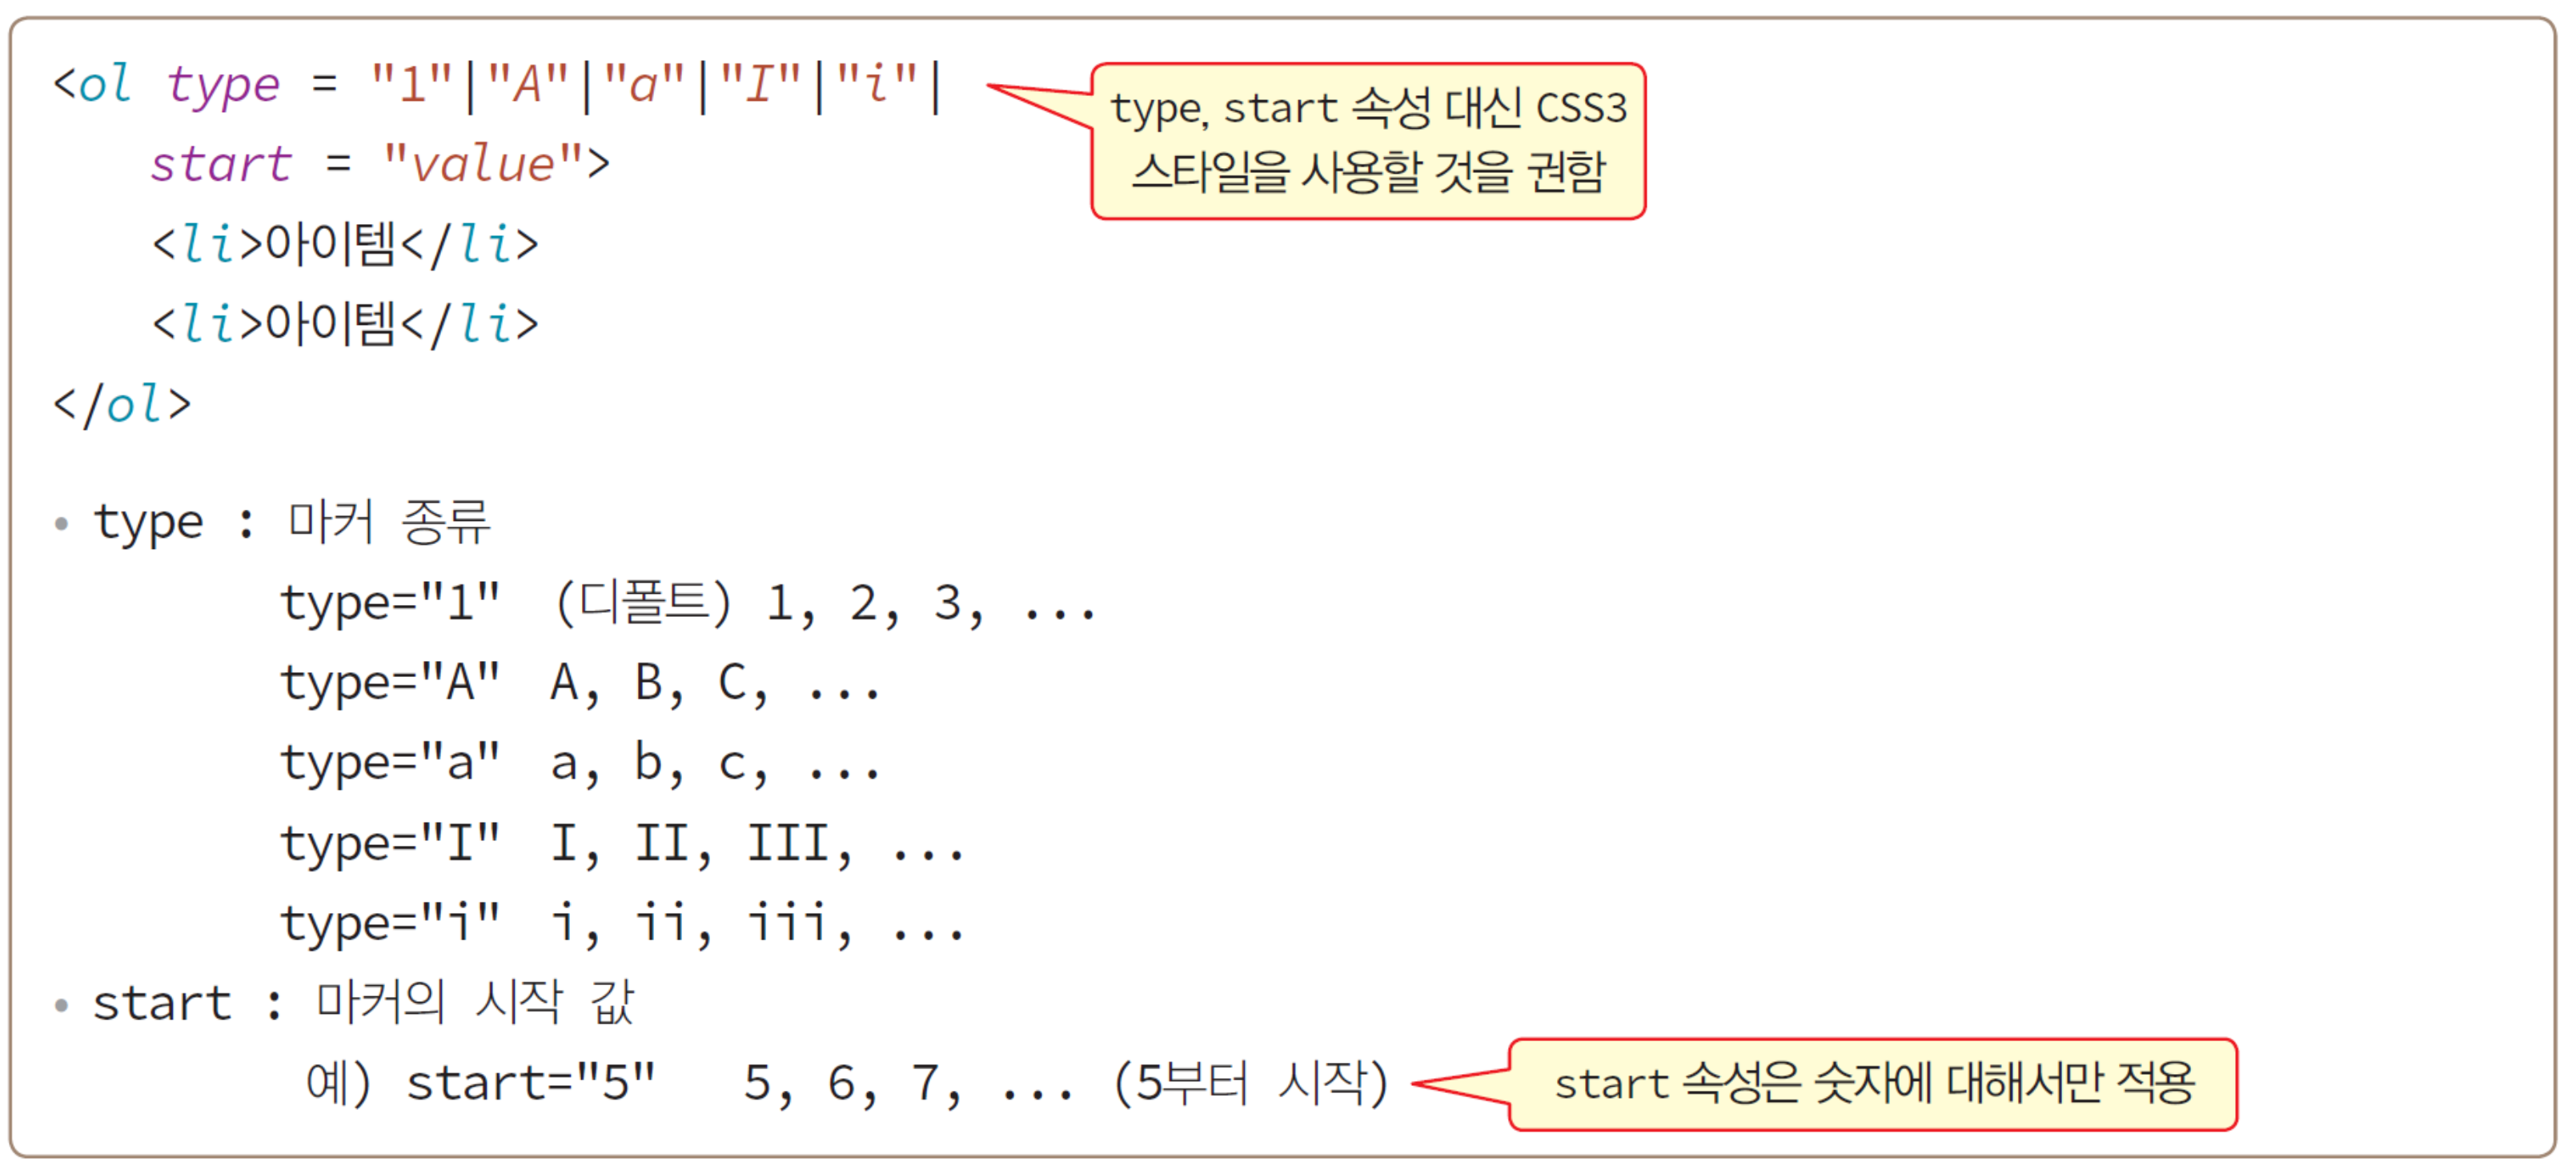 <ol type = "1"|"A"|"a"|"I"|"i"|
type, start 속성 대신 CSS3
스타일을 사용할 것을 권함
start = "value">
<li>아이템</li>
<li>아이템</li>
</ol>
• type : 마커 종류
type="1" (디폴트) 1, 2, 3, ...
type="A" A, B, C, ...
type="a" a, b, c, ...
type="I" I, II, III, ...
type="i" i, ii, iii, ...
• start : 마커의 시작 값
예) start="5" 5, 6, 7, ... (5부터 시작)
start 속성은 숫자에 대해서만 적용